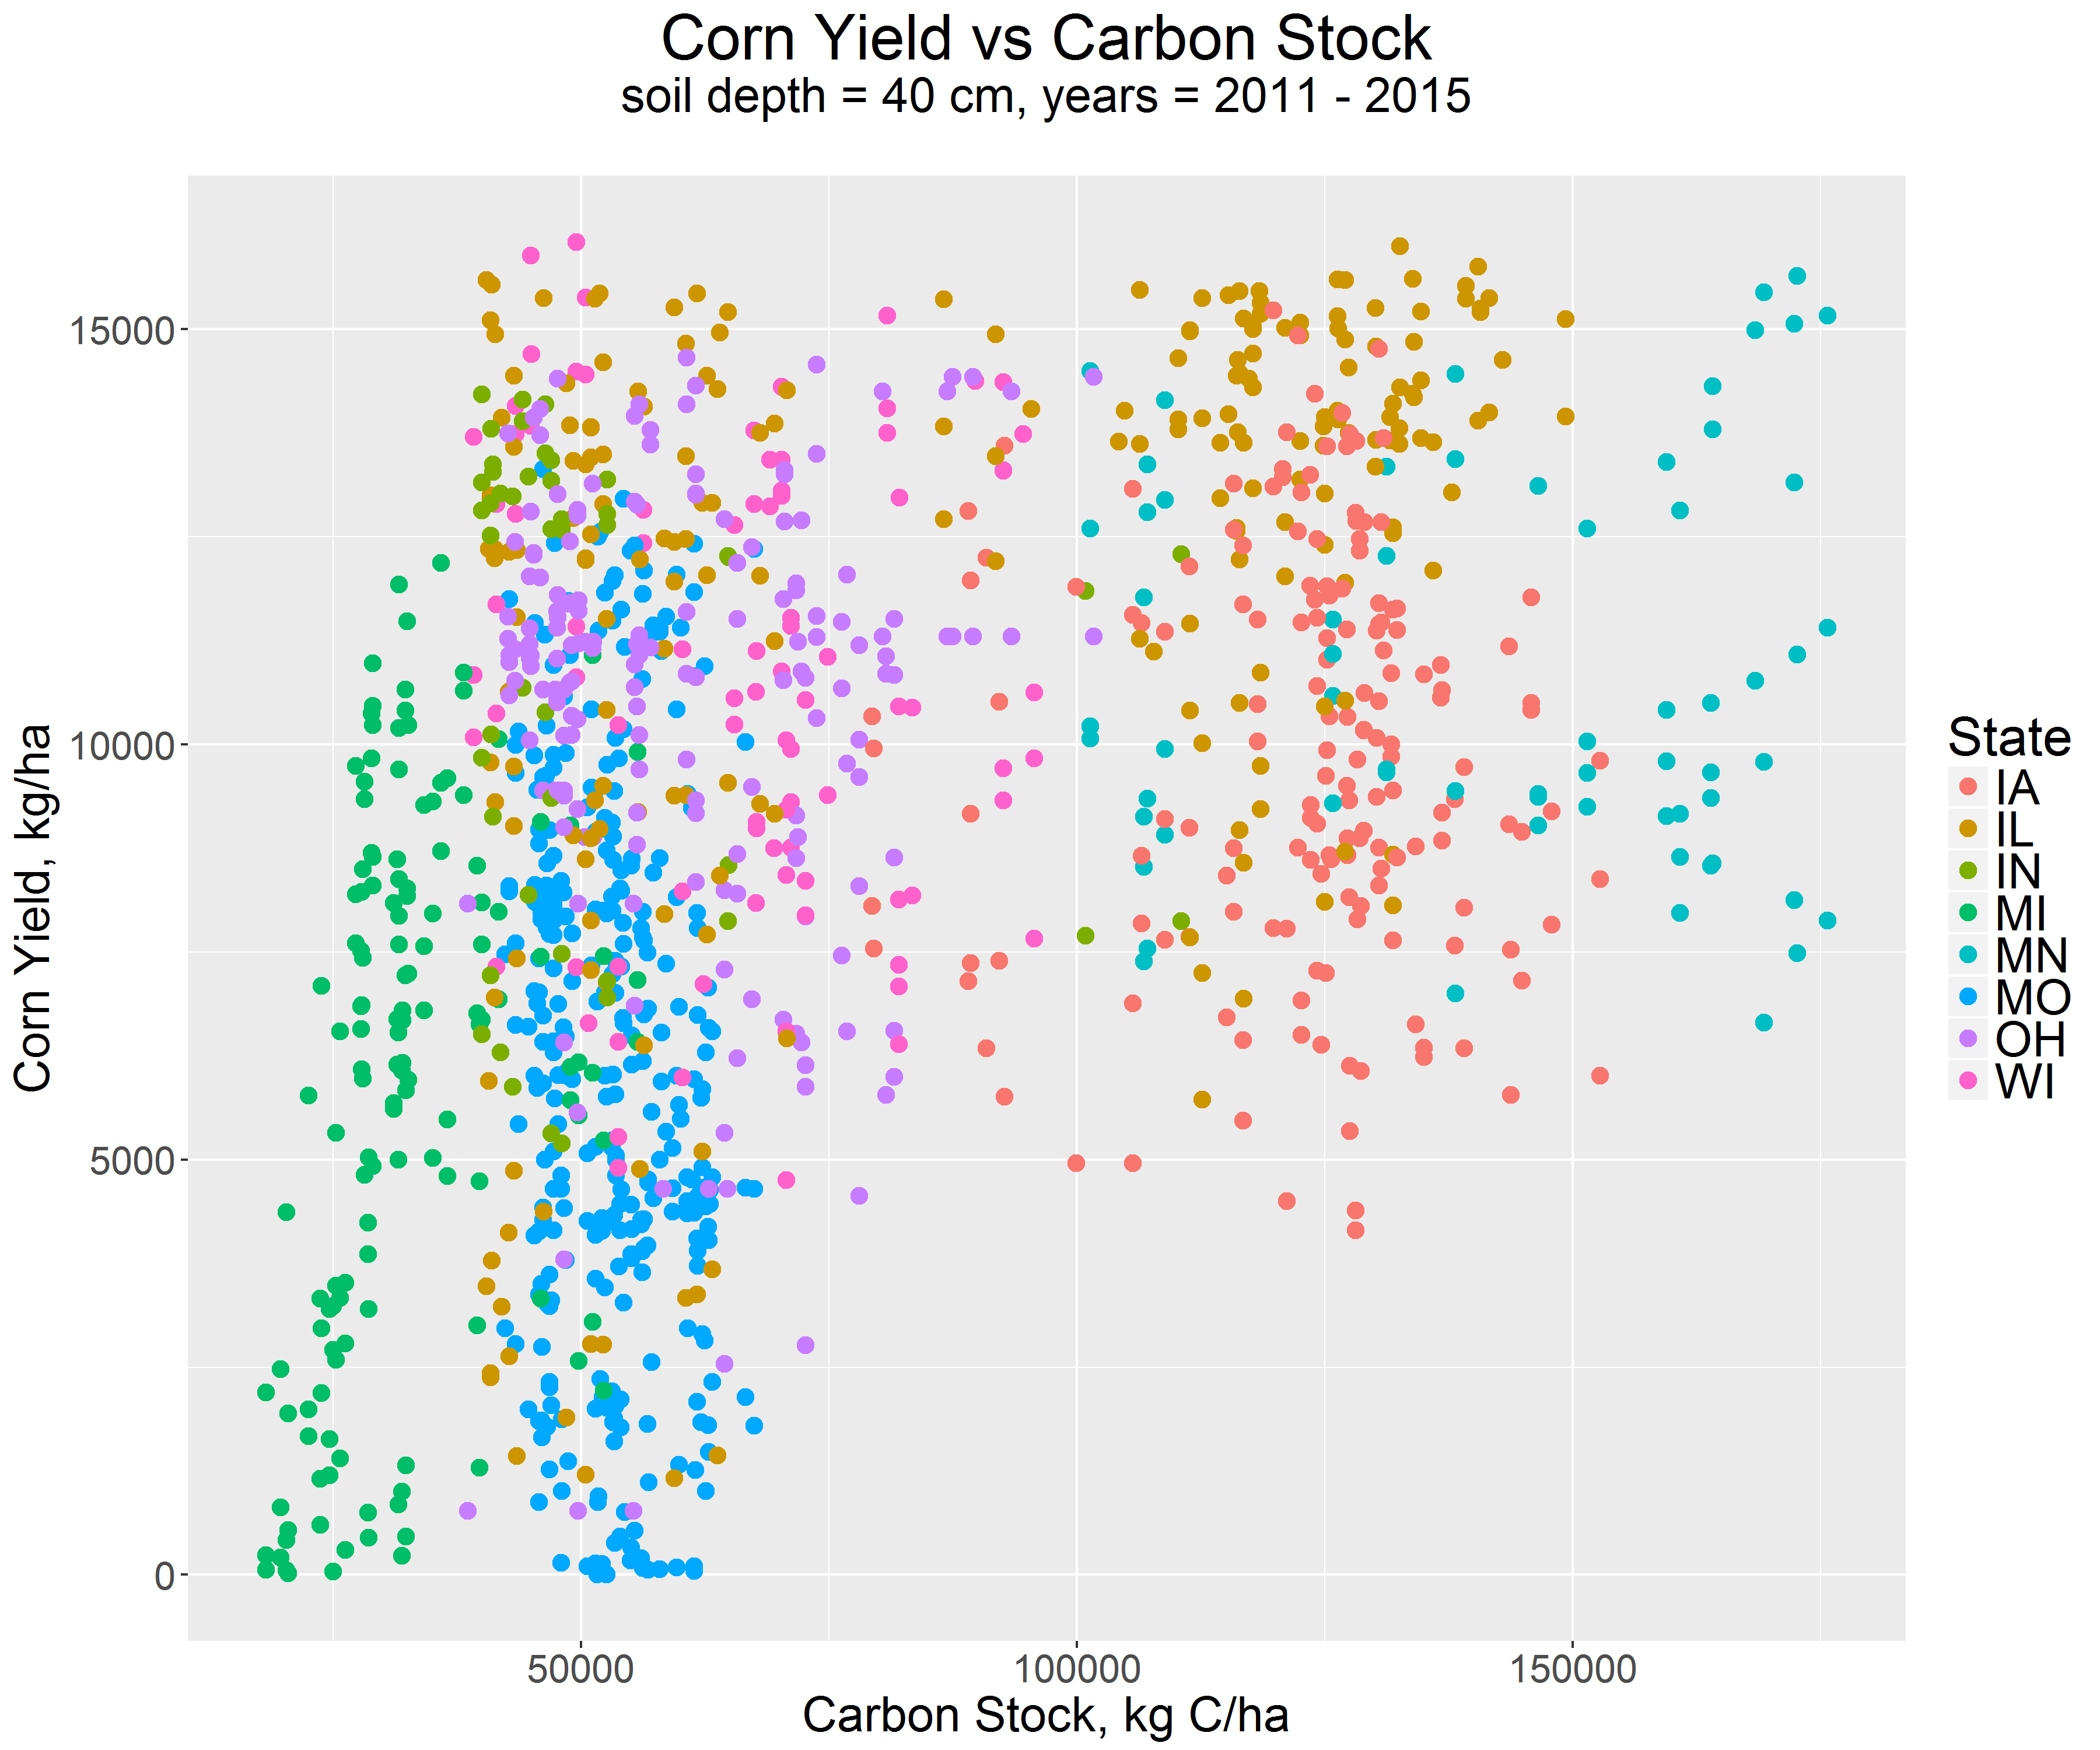 Corn Yield vs Carbon Stock
soil depth = 40 cm, years = 2011 - 2015
Corn Yield, kg/ha
15000
10000
5000
0
50000 100000 150000
Carbon Stock, kg C/ha
State
IA
IL
IN
MI
MN
MO
OH
WI